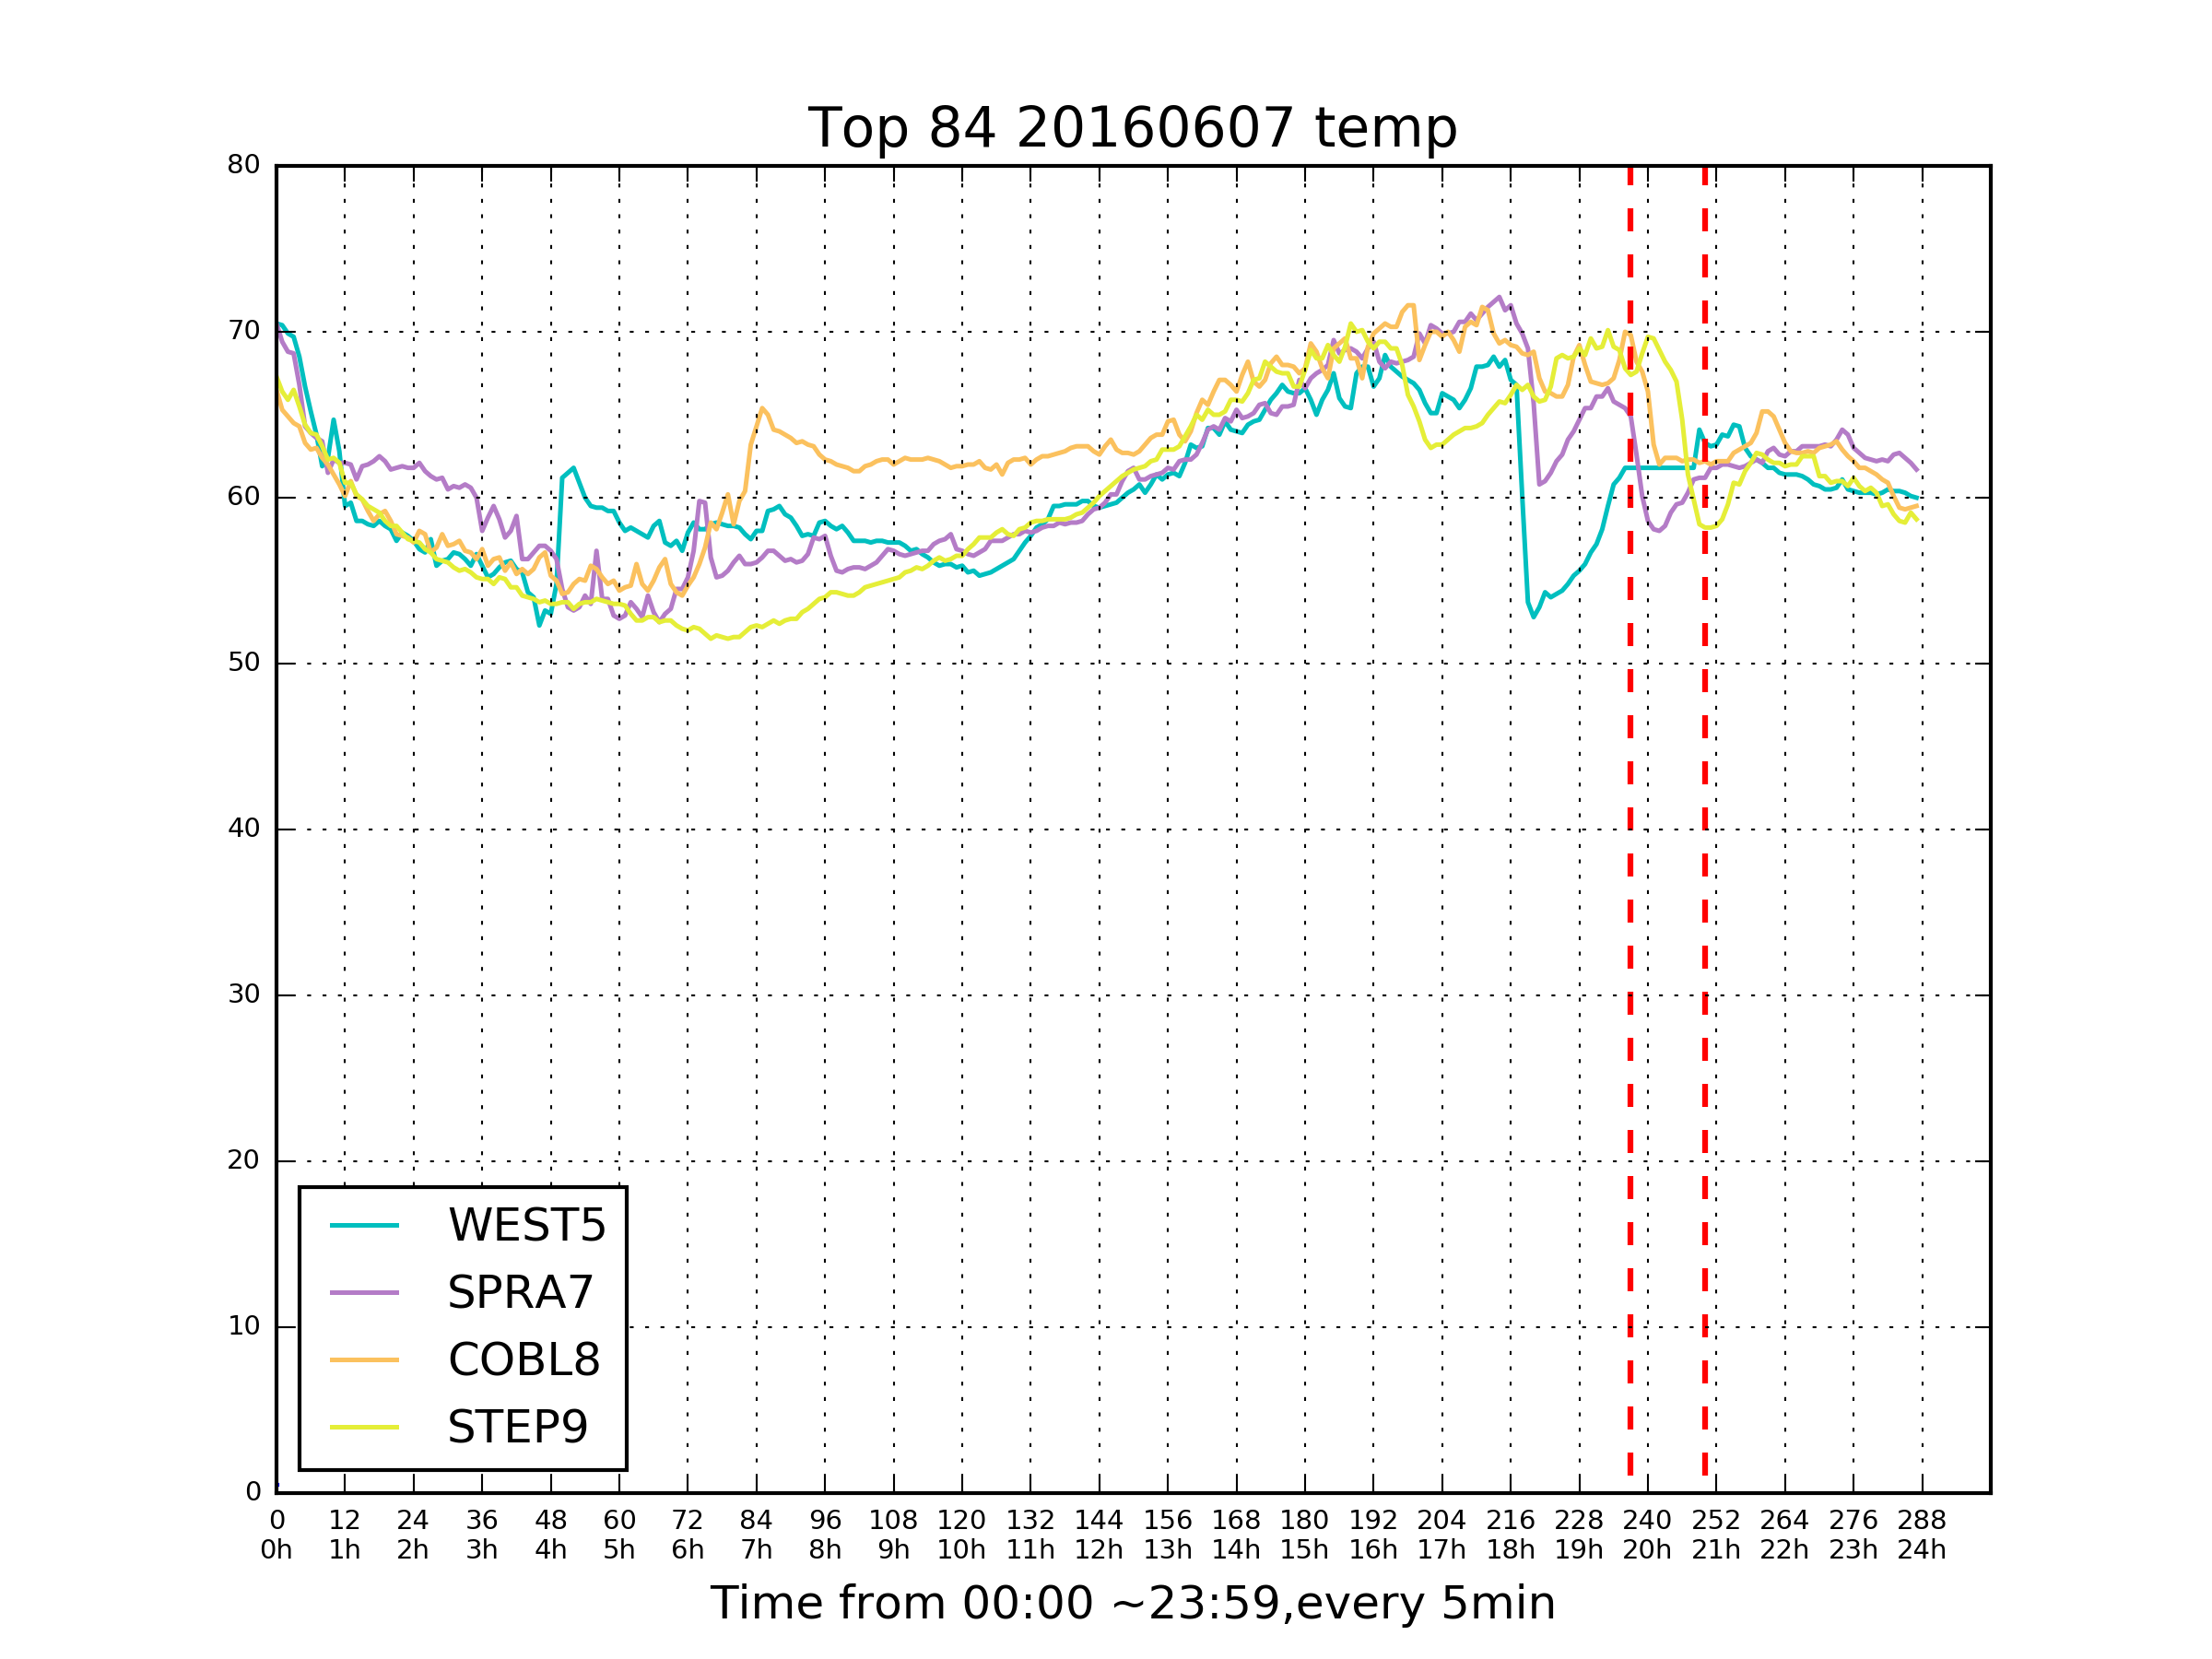 Top 84 20160607 temp
80
70
60
50
40
30
20
10
0
WEST5
SPRA7
COBL8
STEP9
0 12 24 36 48 60 72 84 96 108 120 132 144 156 168 180 192 204 216 228 240 252 264 276 288
0h 1h 2h 3h 4h 5h 6h 7h 8h 9h 10h 11h 12h 13h 14h 15h 16h 17h 18h 19h 20h 21h 22h 23h 24h
Time from 00:00 ~23:59,every 5min